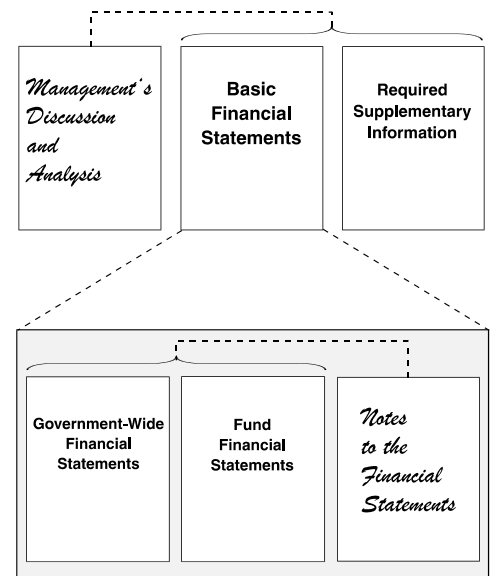 Management's
Discussion
and
Analysis
Basic
Financial
Statements
Required
Supplementary
Information
Government-Wide
Financial
Statements
Fund
Financial
Statements
Notes
to the
Financial
Statements